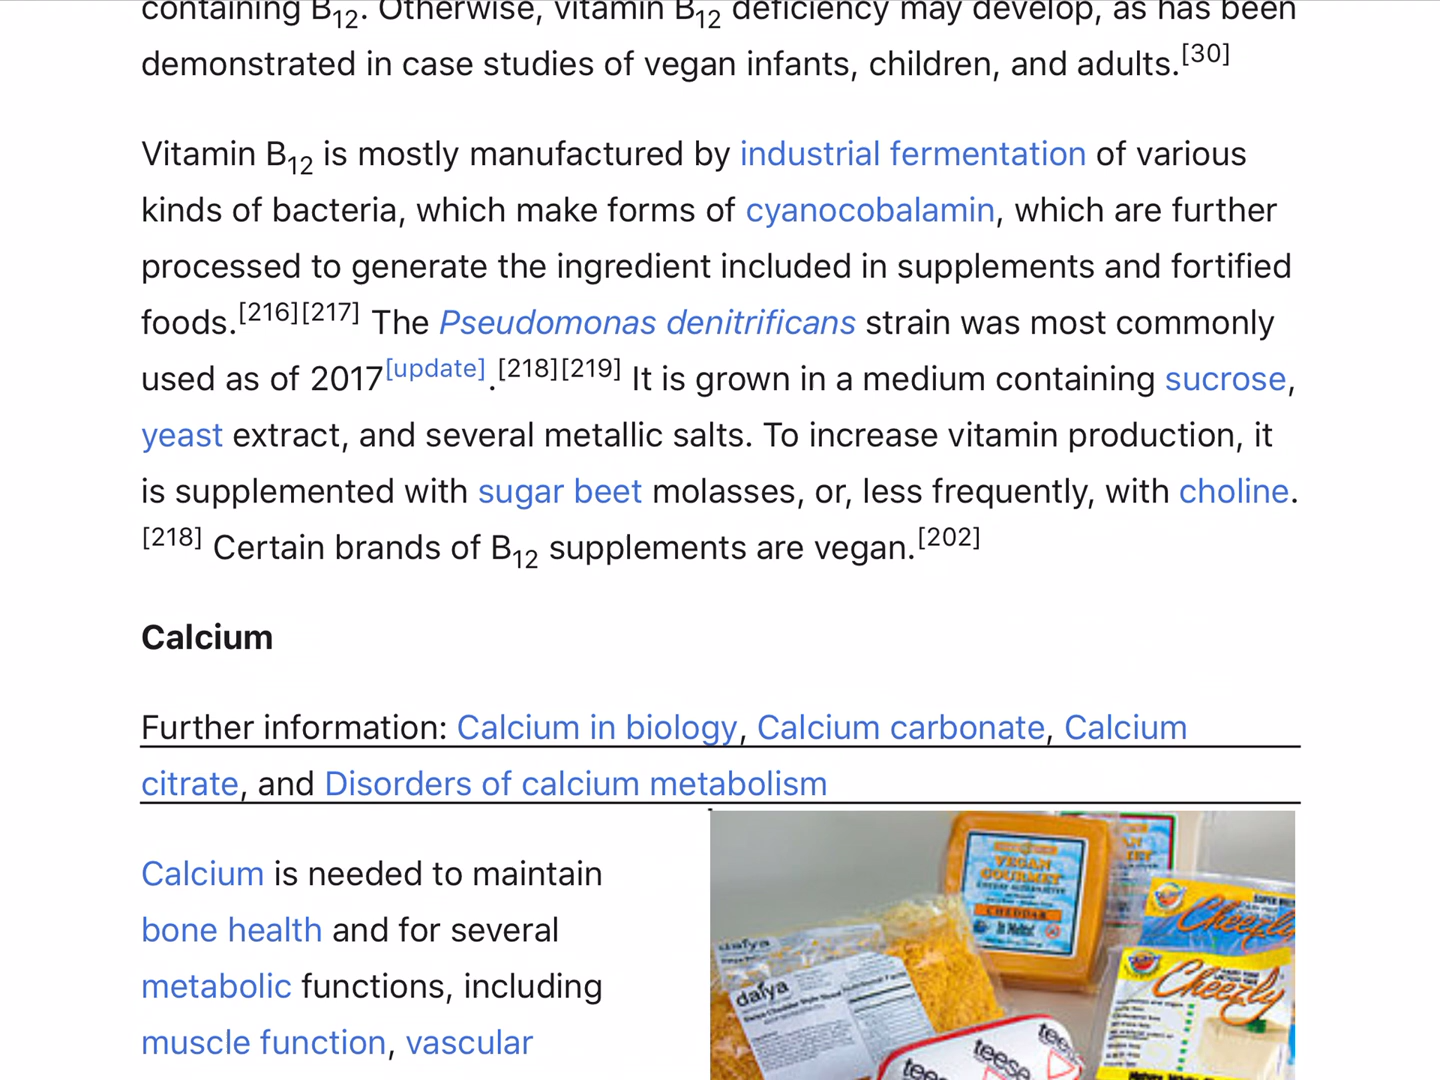 containing B12. Otherwise, vitamin B12 deficiency may develop, as has been
demonstrated in case studies of vegan infants, children, and adults.[30]
Vitamin B12 is mostly manufactured by industrial fermentation of various
kinds of bacteria, which make forms of cyanocobalamin, which are further
processed to generate the ingredient included in supplements and fortified
foods.[216][217] The Pseudomonas denitrificans strain was most commonly
used as of 2017[update].[218][219] It is grown in a medium containing sucrose,
yeast extract, and several metallic salts. To increase vitamin production, it
is supplemented with sugar beet molasses, or, less frequently, with choline.
[218] Certain brands of B12 supplements are vegan.[202]
Calcium
Further information: Calcium in biology, Calcium carbonate, Calcium
citrate, and Disorders of calcium metabolism
Calcium is needed to maintain
bone health and for several
metabolic functions, including
muscle function, vascular
VEGAN
GOURMET
CHEDDAR
It Melts!
daiya
daiya
Cheezly
Cheezly
teese
teese